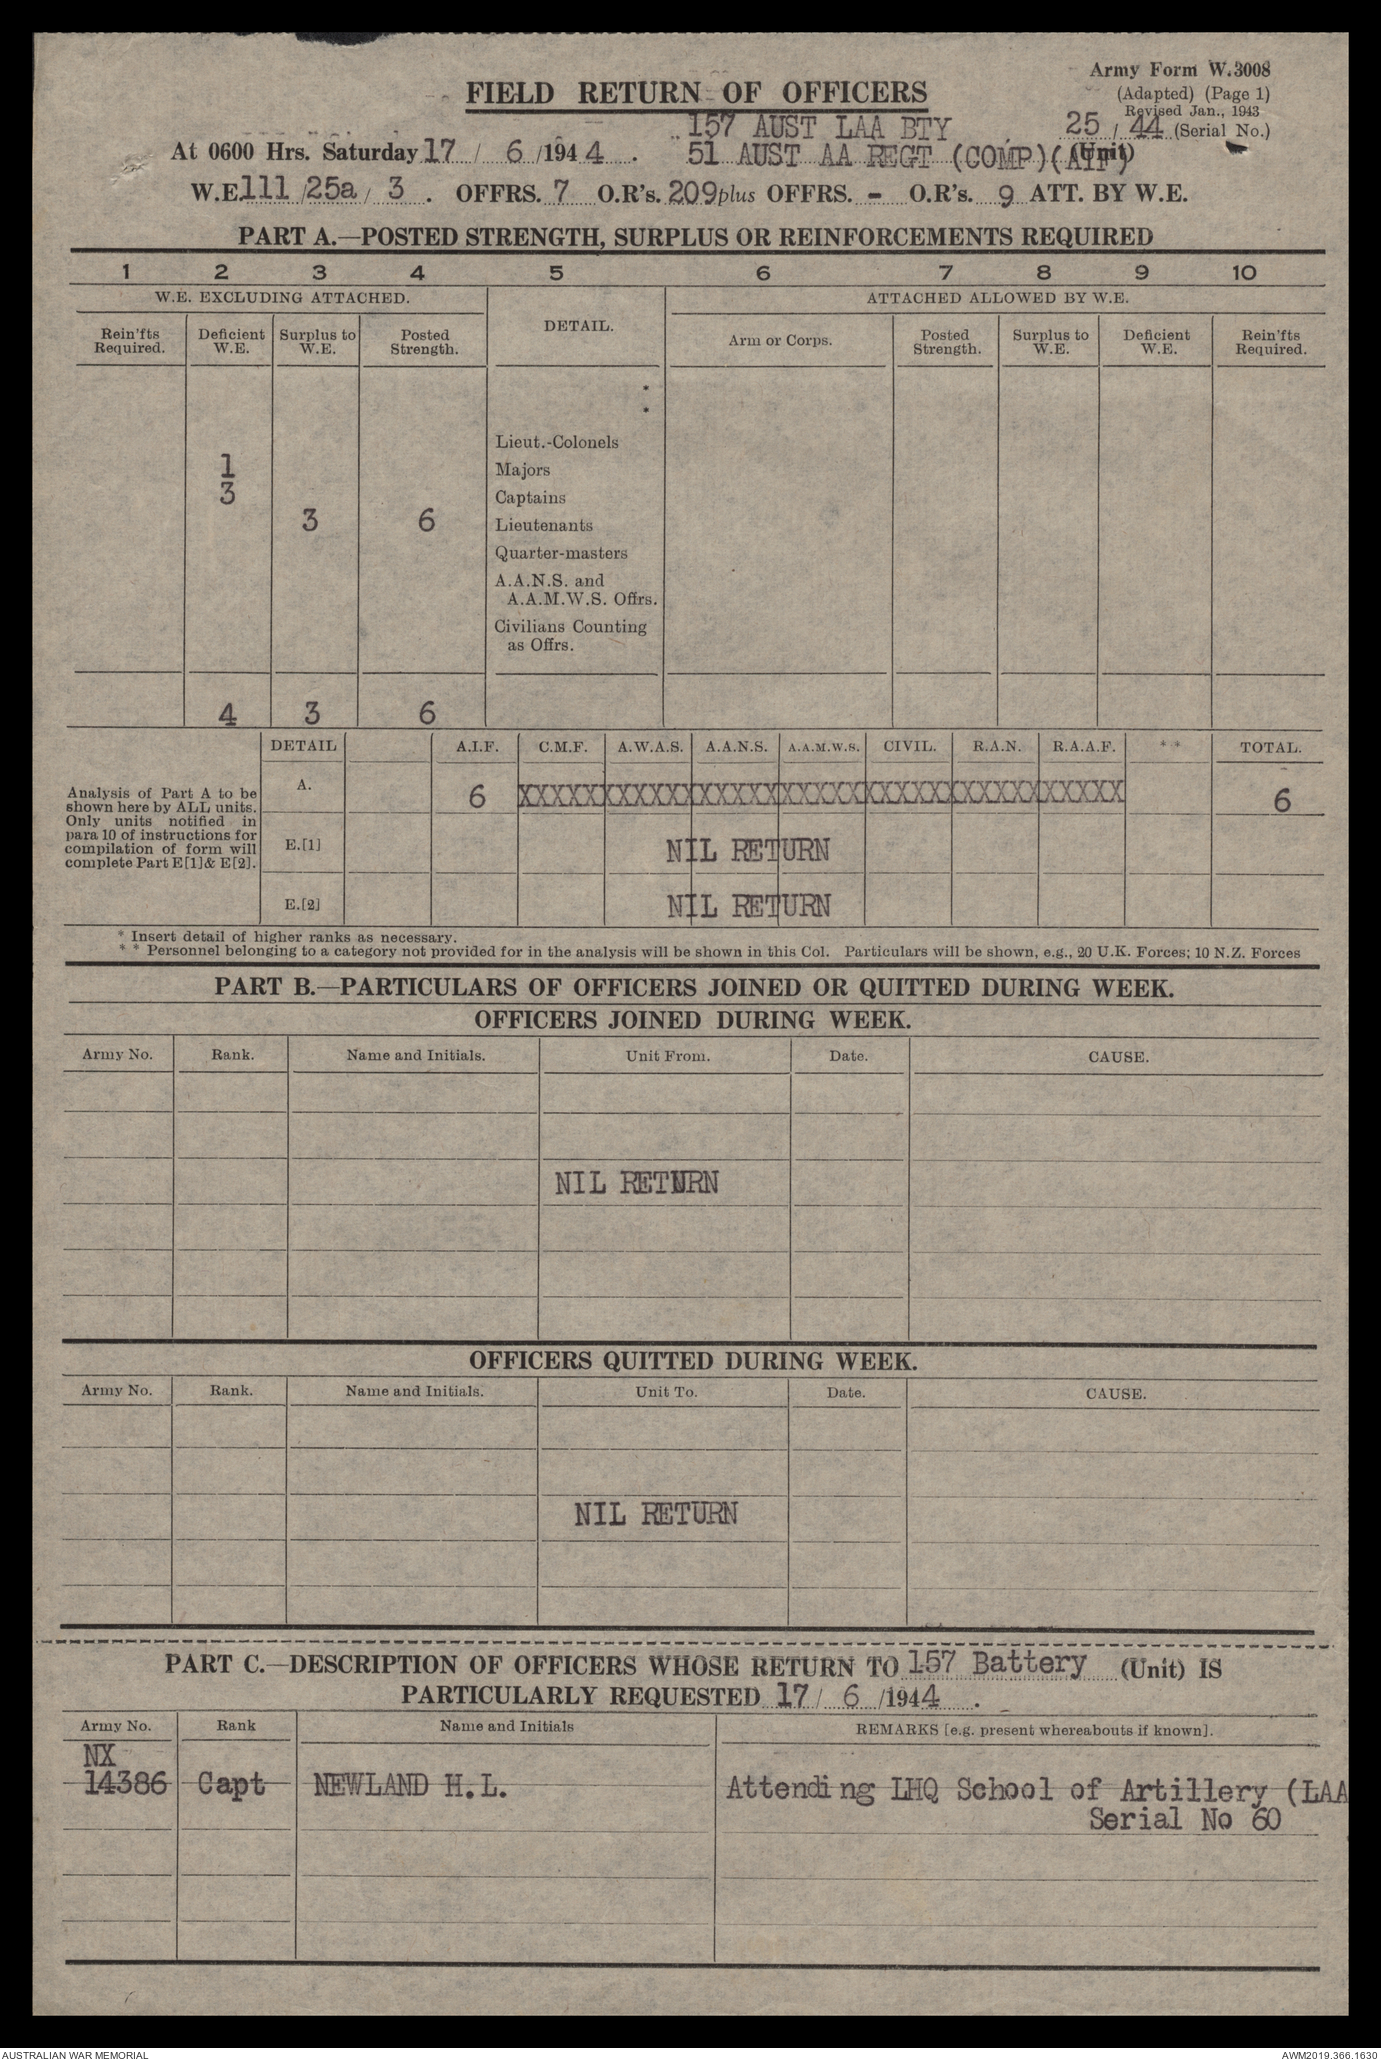 Army Form W.3008
FIELD RETURN OF OFFICERS
(Adapted) (Page 1)
Revised Jan., 1943
157 AUST LAA BTY
25 / 44 (Serial No.)
At 0600 Hrs. Saturday 17 / 6 /1944 . 51 AUST AA REGT (COMP)(AIF) (Unit)
W.E. 111 /25a / 3 . OFFRS. 7 O.R's. 209 plus OFFRS. - O.R's. 9 ATT. BY W.E.
PART A.—POSTED STRENGTH, SURPLUS OR REINFORCEMENTS REQUIRED
1 2 3 4 5 6 7 8 9 10
W.E. EXCLUDING ATTACHED. DETAIL. ATTACHED ALLOWED BY W.E.
Rein'fts Required. Deficient W.E. Surplus to W.E. Posted Strength. Arm or Corps. Posted Strength. Surplus to W.E. Deficient W.E. Rein'fts Required.
*
*
Lieut.-Colonels
1 Majors
3 Captains
3 6 Lieutenants
Quarter-masters
A.A.N.S. and
A.A.M.W.S. Offrs.
Civilians Counting
as Offrs.
4 3 6
DETAIL A.I.F. C.M.F. A.W.A.S. A.A.N.S. A.A.M.W.S. CIVIL. R.A.N. R.A.A.F. * * TOTAL.
Analysis of Part A to be
shown here by ALL units.
Only units notified in
para 10 of instructions for
compilation of form will
complete Part E[1]& E[2].
A. 6 XXXXX XXXXX XXXXX XXXXX XXXXX XXXXX XXXXX 6
E.[1] NIL RETURN
E.[2] NIL RETURN
* Insert detail of higher ranks as necessary.
* * Personnel belonging to a category not provided for in the analysis will be shown in this Col. Particulars will be shown, e.g., 20 U.K. Forces; 10 N.Z. Forces
PART B.—PARTICULARS OF OFFICERS JOINED OR QUITTED DURING WEEK.
OFFICERS JOINED DURING WEEK.
Army No. Rank. Name and Initials. Unit From. Date. CAUSE.
NIL RETURN
OFFICERS QUITTED DURING WEEK.
Army No. Rank. Name and Initials. Unit To. Date. CAUSE.
NIL RETURN
PART C.—DESCRIPTION OF OFFICERS WHOSE RETURN TO 157 Battery (Unit) IS
PARTICULARLY REQUESTED 17 / 6 /1944 .
Army No. Rank Name and Initials REMARKS [e.g. present whereabouts if known].
NX
14386 Capt NEWLAND H.L. Attending LHQ School of Artillery (LAA
Serial No 60
AUSTRALIAN WAR MEMORIAL AWM2019.366.1630